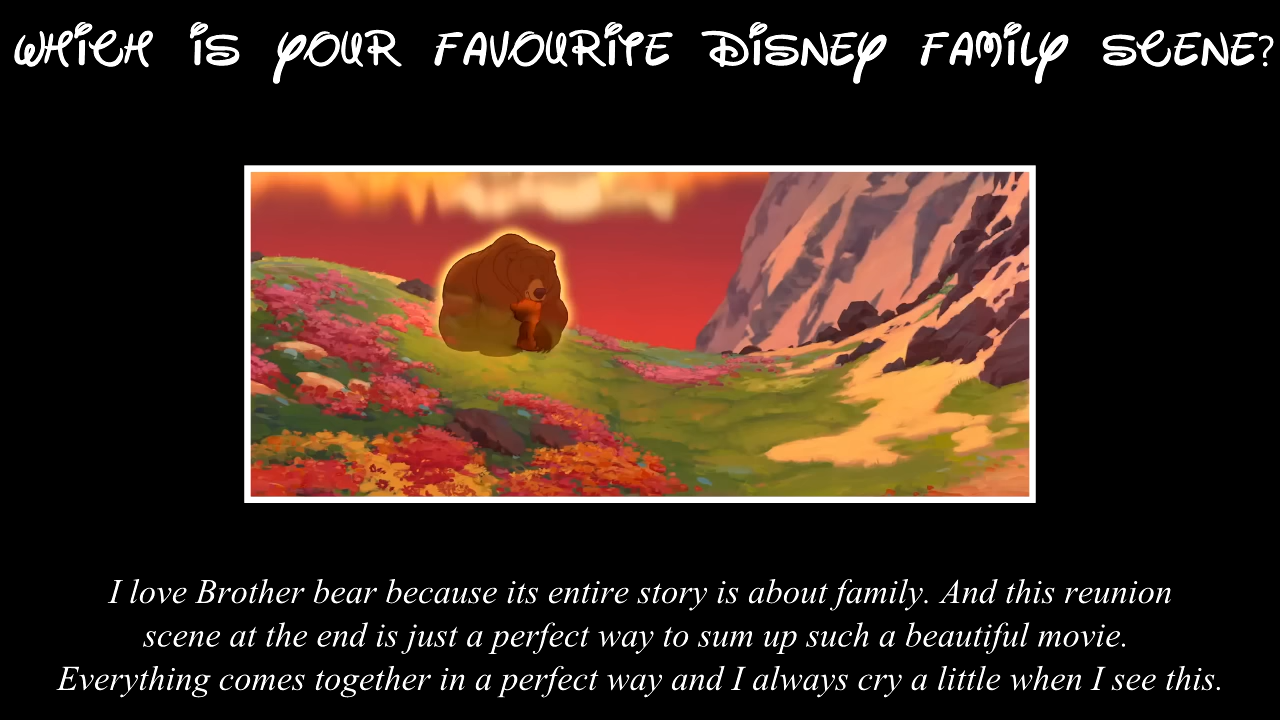 WHICH IS YOUR FAVOURITE DISNEY FAMILY SCENE?
I love Brother bear because its entire story is about family. And this reunion
scene at the end is just a perfect way to sum up such a beautiful movie.
Everything comes together in a perfect way and I always cry a little when I see this.